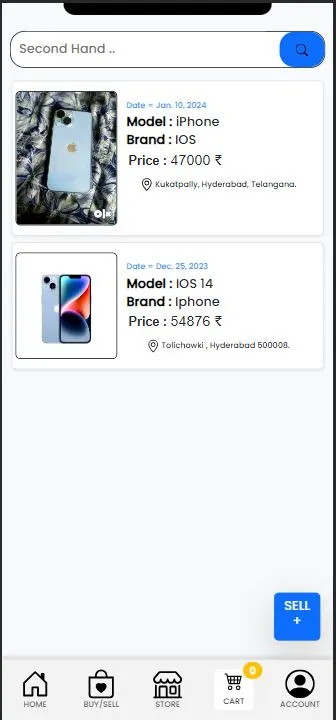 Second Hand ..
Date = Jan. 10, 2024
Model : iPhone
Brand : IOS
Price : 47000 ₹
Kukatpally, Hyderabad, Telangana.
olx
Date = Dec. 25, 2023
Model : IOS 14
Brand : Iphone
Price : 54876 ₹
Tolichowki , Hyderabad 500008.
SELL
+
0
HOME
BUY/SELL
STORE
CART
ACCOUNT